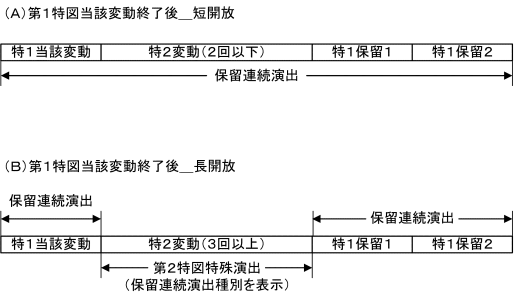 （A）第１特図当該変動終了後＿短開放
特１当該変動 特２変動（２回以下） 特１保留１ 特１保留２
保留連続演出
（B）第１特図当該変動終了後＿長開放
保留連続演出
保留連続演出
特１当該変動 特２変動（３回以上） 特１保留１ 特１保留２
第２特図特殊演出
（保留連続演出種別を表示）